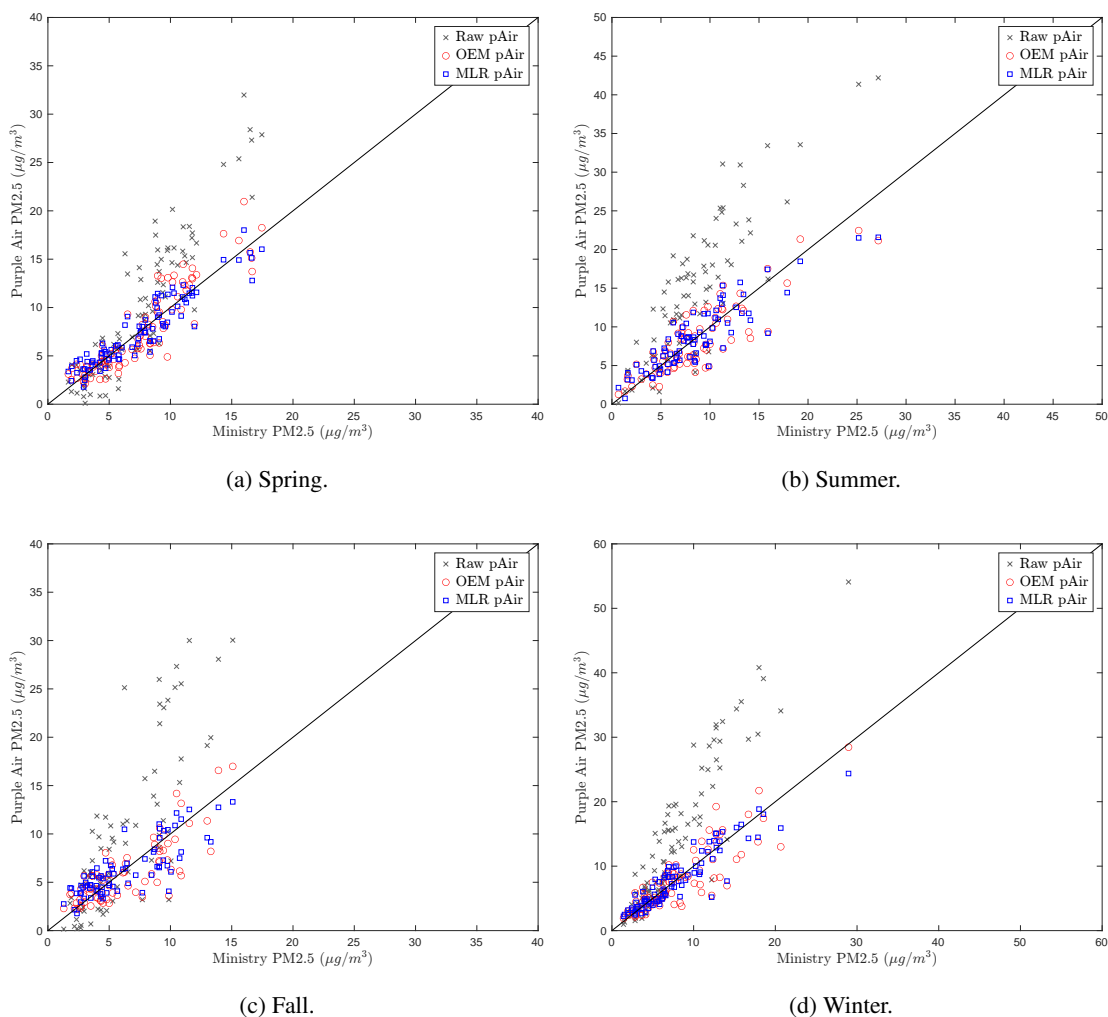 40
35
30
25
20
15
10
5
0
Purple Air PM2.5 (μg/m³)
Raw pAir
OEM pAir
MLR pAir
0 5 10 15 20 25 30 35 40
Ministry PM2.5 (μg/m³)
(a) Spring.
50
45
40
35
30
25
20
15
10
5
0
Purple Air PM2.5 (μg/m³)
Raw pAir
OEM pAir
MLR pAir
0 5 10 15 20 25 30 35 40 45 50
Ministry PM2.5 (μg/m³)
(b) Summer.
40
35
30
25
20
15
10
5
0
Purple Air PM2.5 (μg/m³)
Raw pAir
OEM pAir
MLR pAir
0 5 10 15 20 25 30 35 40
Ministry PM2.5 (μg/m³)
(c) Fall.
60
50
40
30
20
10
0
Purple Air PM2.5 (μg/m³)
Raw pAir
OEM pAir
MLR pAir
0 10 20 30 40 50 60
Ministry PM2.5 (μg/m³)
(d) Winter.